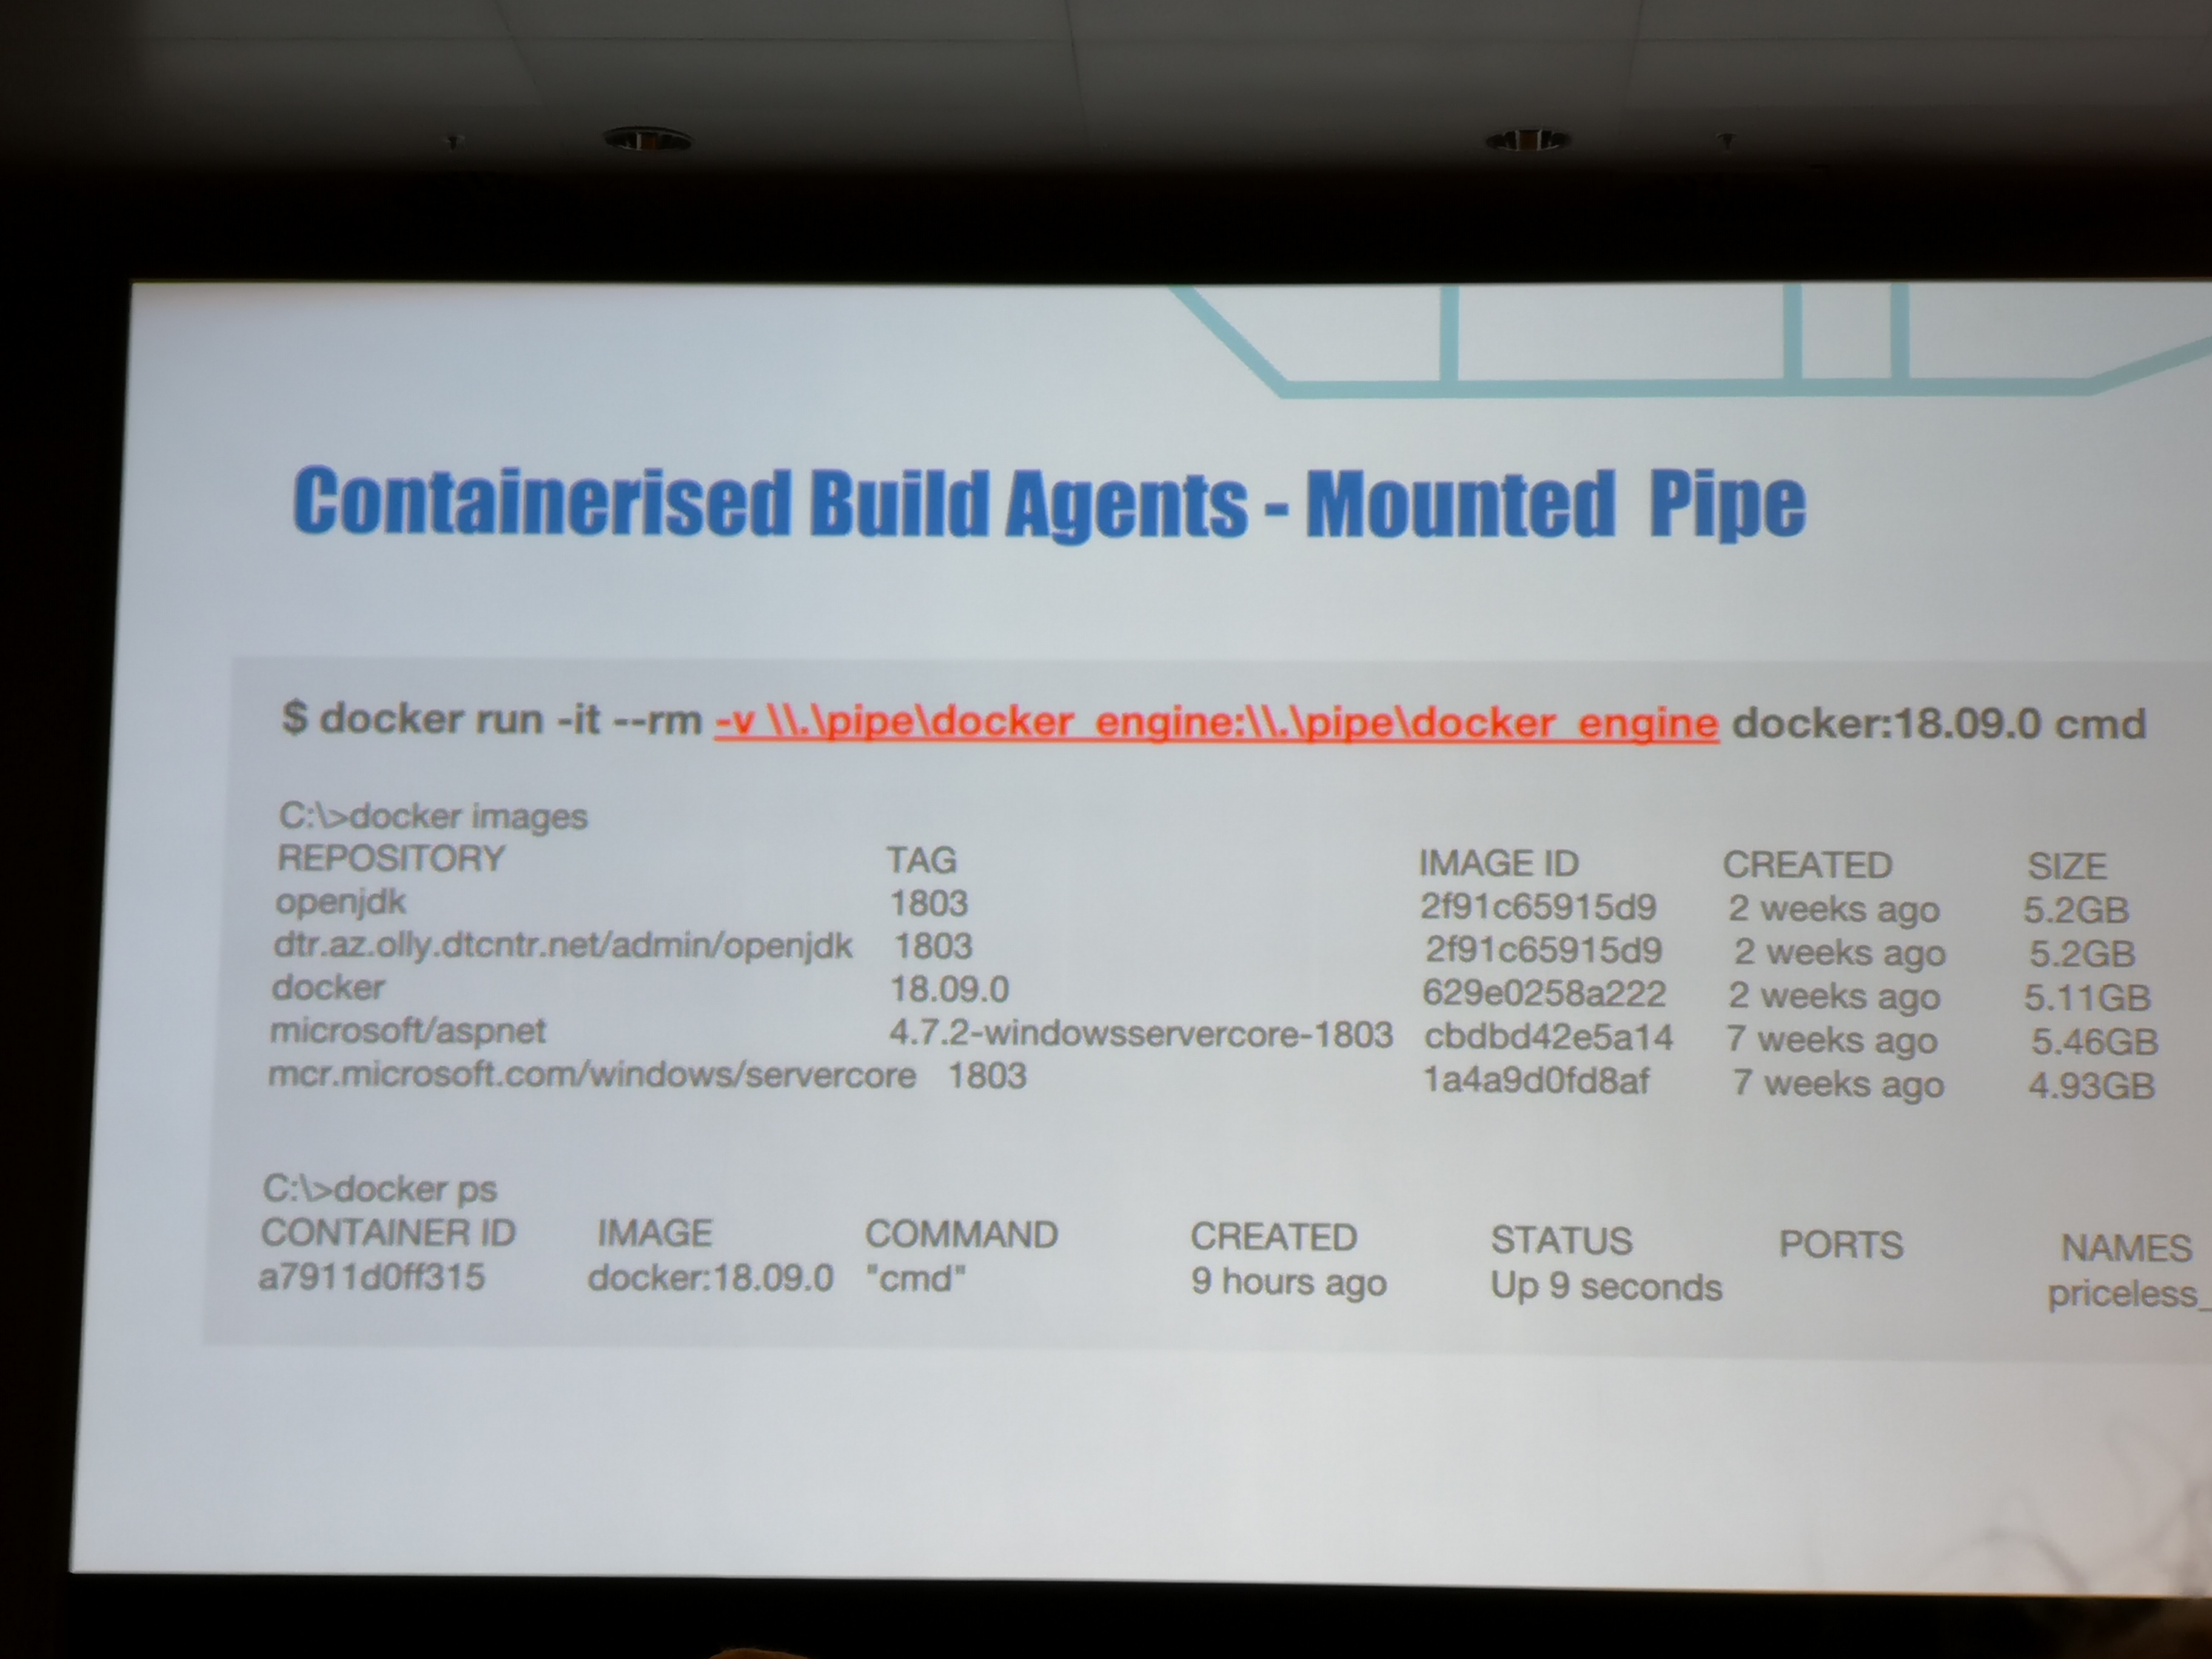 Containerised Build Agents - Mounted Pipe
$ docker run -it --rm -v \\.\pipe\docker_engine:\\.\pipe\docker_engine docker:18.09.0 cmd
C:\>docker images
REPOSITORY TAG IMAGE ID CREATED SIZE
openjdk 1803 2f91c65915d9 2 weeks ago 5.2GB
dtr.az.olly.dtcntr.net/admin/openjdk 1803 2f91c65915d9 2 weeks ago 5.2GB
docker 18.09.0 629e0258a222 2 weeks ago 5.11GB
microsoft/aspnet 4.7.2-windowsservercore-1803 cbdbd42e5a14 7 weeks ago 5.46GB
mcr.microsoft.com/windows/servercore 1803 1a4a9d0fd8af 7 weeks ago 4.93GB
C:\>docker ps
CONTAINER ID IMAGE COMMAND CREATED STATUS PORTS NAMES
a7911d0ff315 docker:18.09.0 "cmd" 9 hours ago Up 9 seconds priceless_